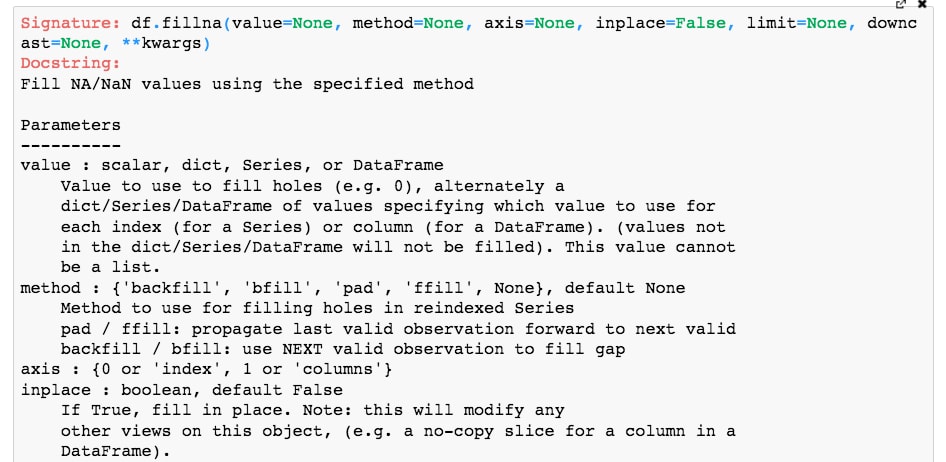 Signature: df.fillna(value=None, method=None, axis=None, inplace=False, limit=None, downc
ast=None, **kwargs)
Docstring:
Fill NA/NaN values using the specified method

Parameters
----------
value : scalar, dict, Series, or DataFrame
    Value to use to fill holes (e.g. 0), alternately a
    dict/Series/DataFrame of values specifying which value to use for
    each index (for a Series) or column (for a DataFrame). (values not
    in the dict/Series/DataFrame will not be filled). This value cannot
    be a list.
method : {'backfill', 'bfill', 'pad', 'ffill', None}, default None
    Method to use for filling holes in reindexed Series
    pad / ffill: propagate last valid observation forward to next valid
    backfill / bfill: use NEXT valid observation to fill gap
axis : {0 or 'index', 1 or 'columns'}
inplace : boolean, default False
    If True, fill in place. Note: this will modify any
    other views on this object, (e.g. a no-copy slice for a column in a
    DataFrame).